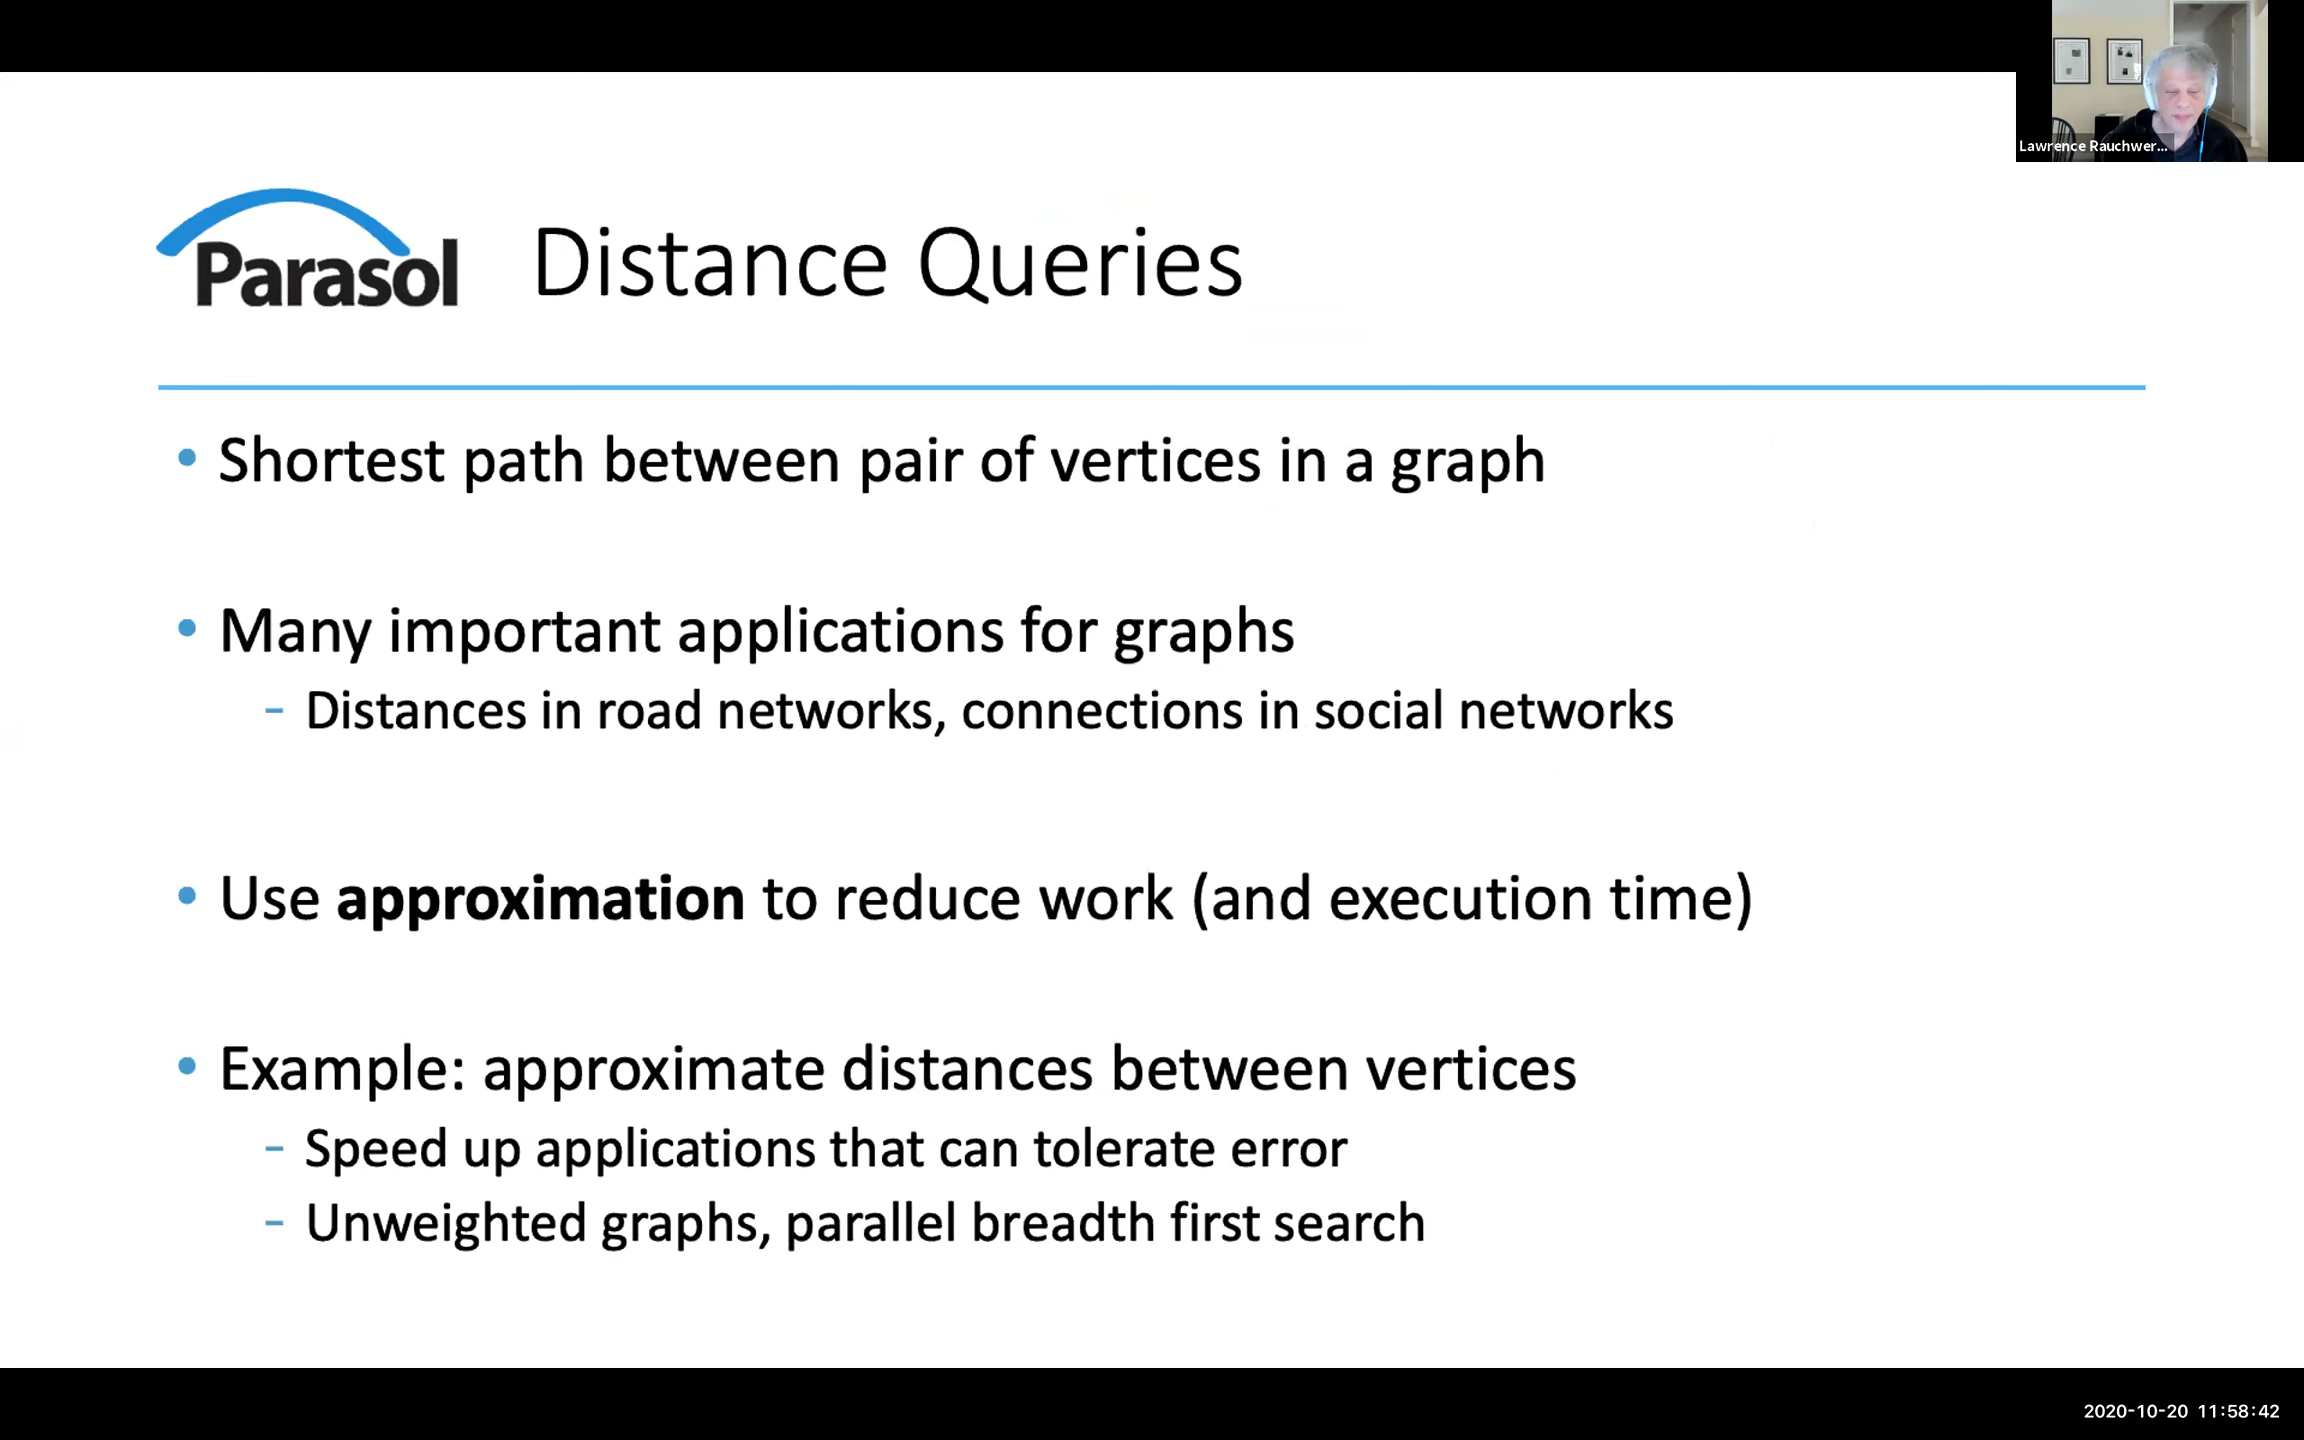 Lawrence Rauchwer...
Parasol
Distance Queries
• Shortest path between pair of vertices in a graph
• Many important applications for graphs
- Distances in road networks, connections in social networks
• Use approximation to reduce work (and execution time)
• Example: approximate distances between vertices
- Speed up applications that can tolerate error
- Unweighted graphs, parallel breadth first search
2020-10-20 11:58:42